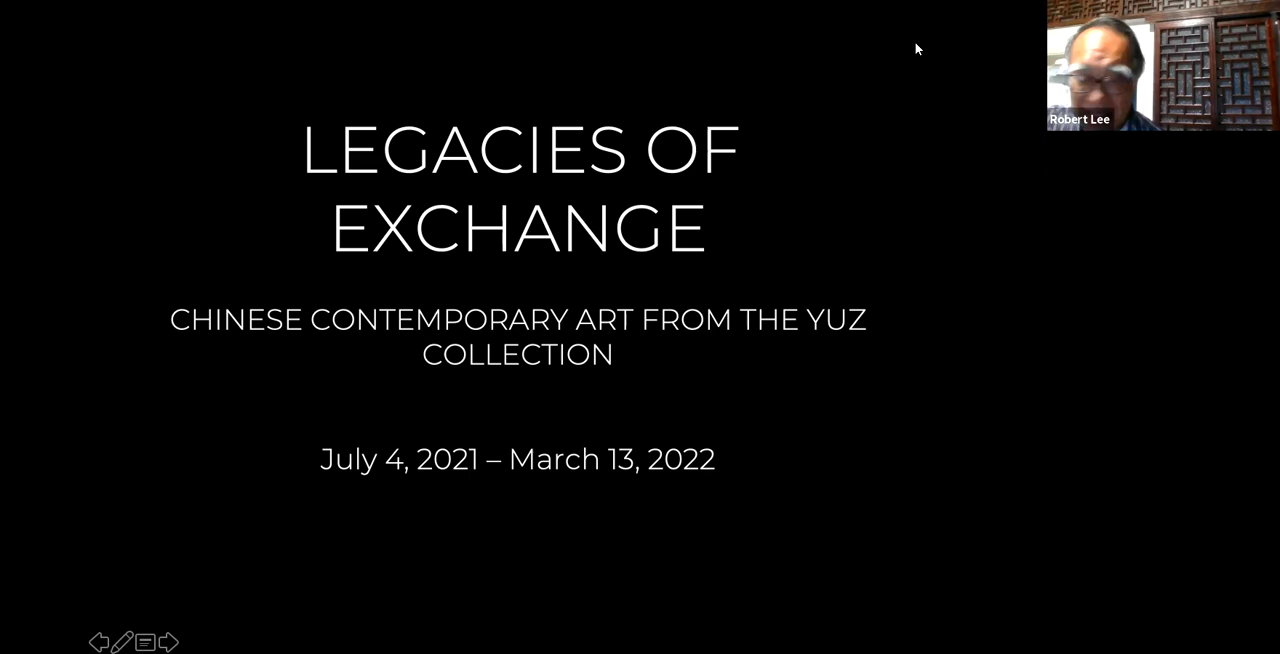 LEGACIES OF
EXCHANGE
CHINESE CONTEMPORARY ART FROM THE YUZ
COLLECTION
July 4, 2021 – March 13, 2022
Robert Lee